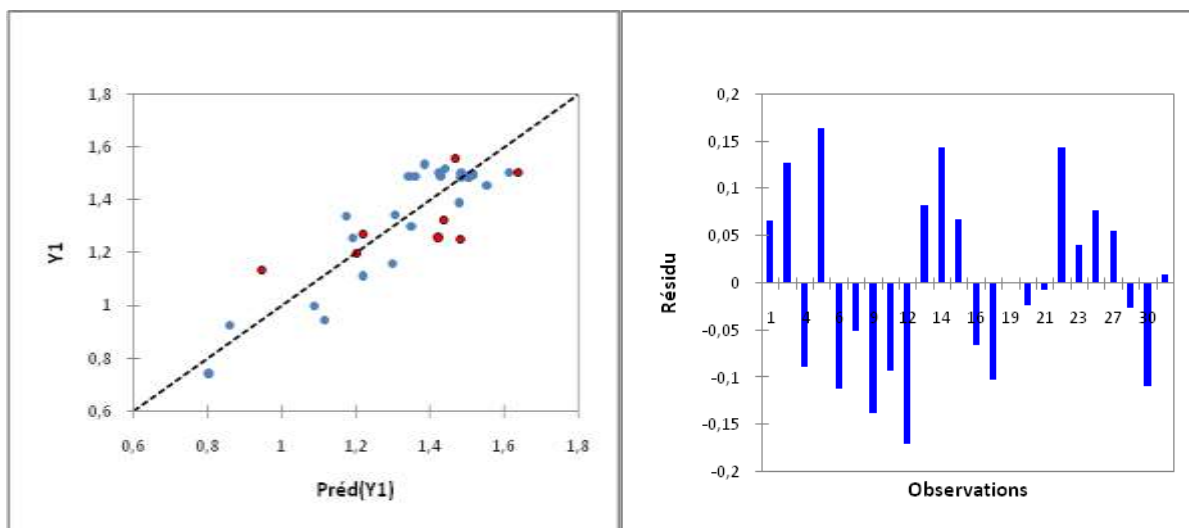 1,8
1,6
1,4
1,2
1
0,8
0,6
Y1
0,6 0,8 1 1,2 1,4 1,6 1,8
Préd(Y1)
0,2
0,15
0,1
0,05
0
-0,05
-0,1
-0,15
-0,2
Résidu
1 4 6 9 12 14 16 19 21 23 27 30
Observations